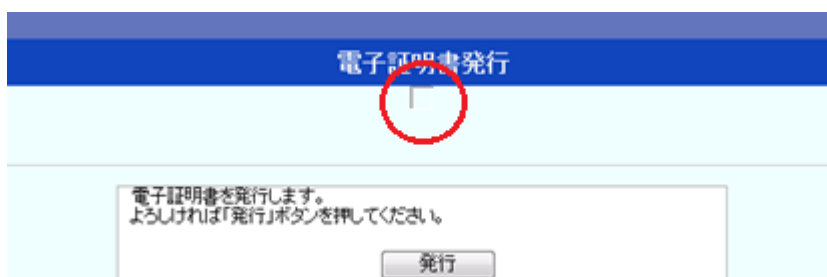 電子証明書発行
電子証明書を発行します。
よろしければ「発行」ボタンを押してください。
発行